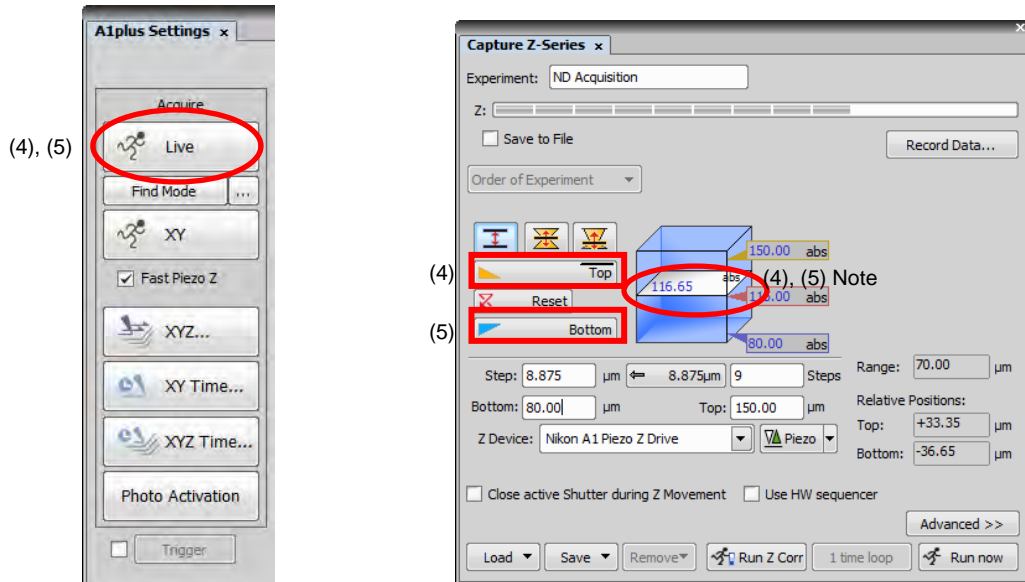 A1plus Settings x
Acquire
(4), (5)
Live
Find Mode ...
XY
Fast Piezo Z
XYZ...
XY Time...
XYZ Time...
Photo Activation
Trigger
Capture Z-Series x
Experiment: ND Acquisition
Z:
Save to File
Record Data...
Order of Experiment
150.00 abs
(4)
Top
116.65 abs
(4), (5) Note
Reset
115.00 abs
(5)
Bottom
80.00 abs
Step: 8.875 µm 8.875µm 9 Steps
Range: 70.00 µm
Bottom: 80.00 µm Top: 150.00 µm
Relative Positions:
Top: +33.35 µm
Z Device: Nikon A1 Piezo Z Drive Piezo
Bottom: -36.65 µm
Close active Shutter during Z Movement Use HW sequencer
Advanced >>
Load Save Remove Run Z Corr 1 time loop Run now